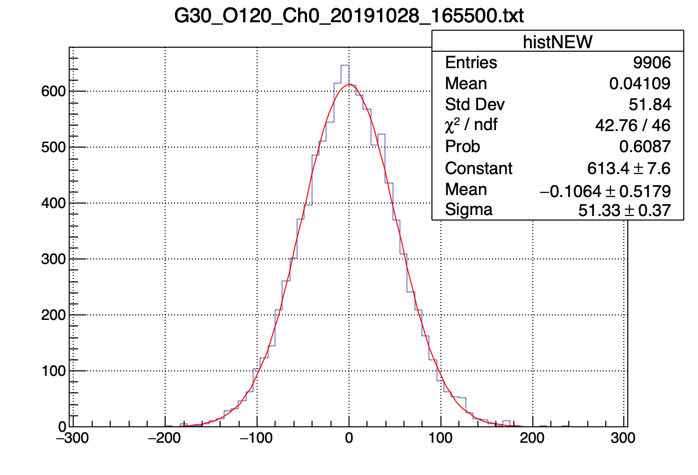 G30_O120_Ch0_20191028_165500.txt
histNEW
Entries 9906
Mean 0.04109
Std Dev 51.84
χ² / ndf 42.76 / 46
Prob 0.6087
Constant 613.4 ± 7.6
Mean −0.1064 ± 0.5179
Sigma 51.33 ± 0.37
600
500
400
300
200
100
0
−300 −200 −100 0 100 200 300